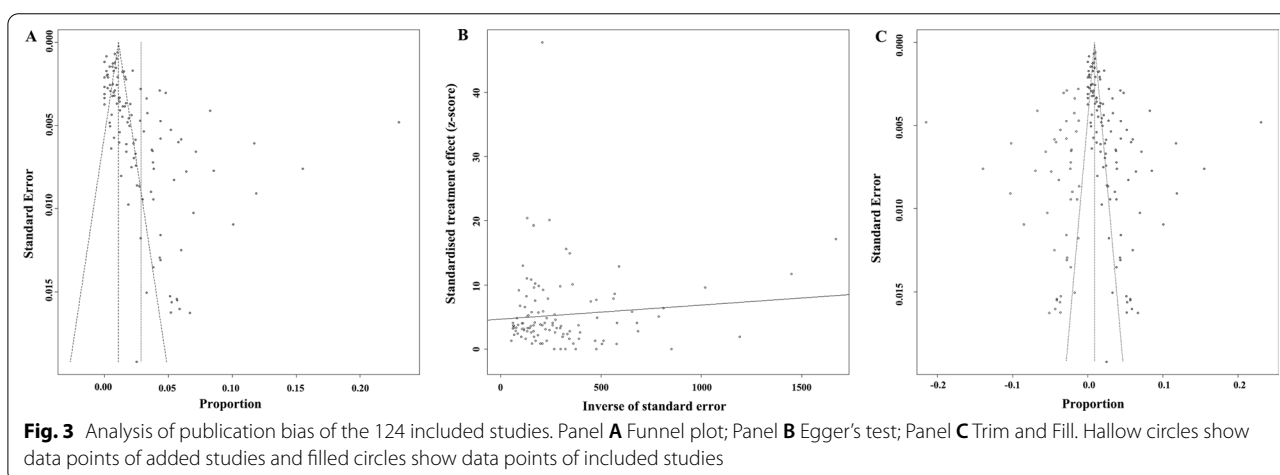 A
Standard Error
0.000
0.005
0.010
0.015
0.00 0.05 0.10 0.15 0.20
Proportion
B
Standardised treatment effect (z-score)
40
30
20
10
0
0 500 1000 1500
Inverse of standard error
C
Standard Error
0.000
0.005
0.010
0.015
-0.2 -0.1 0.0 0.1 0.2
Proportion
Fig. 3 Analysis of publication bias of the 124 included studies. Panel A Funnel plot; Panel B Egger's test; Panel C Trim and Fill. Hallow circles show
data points of added studies and filled circles show data points of included studies